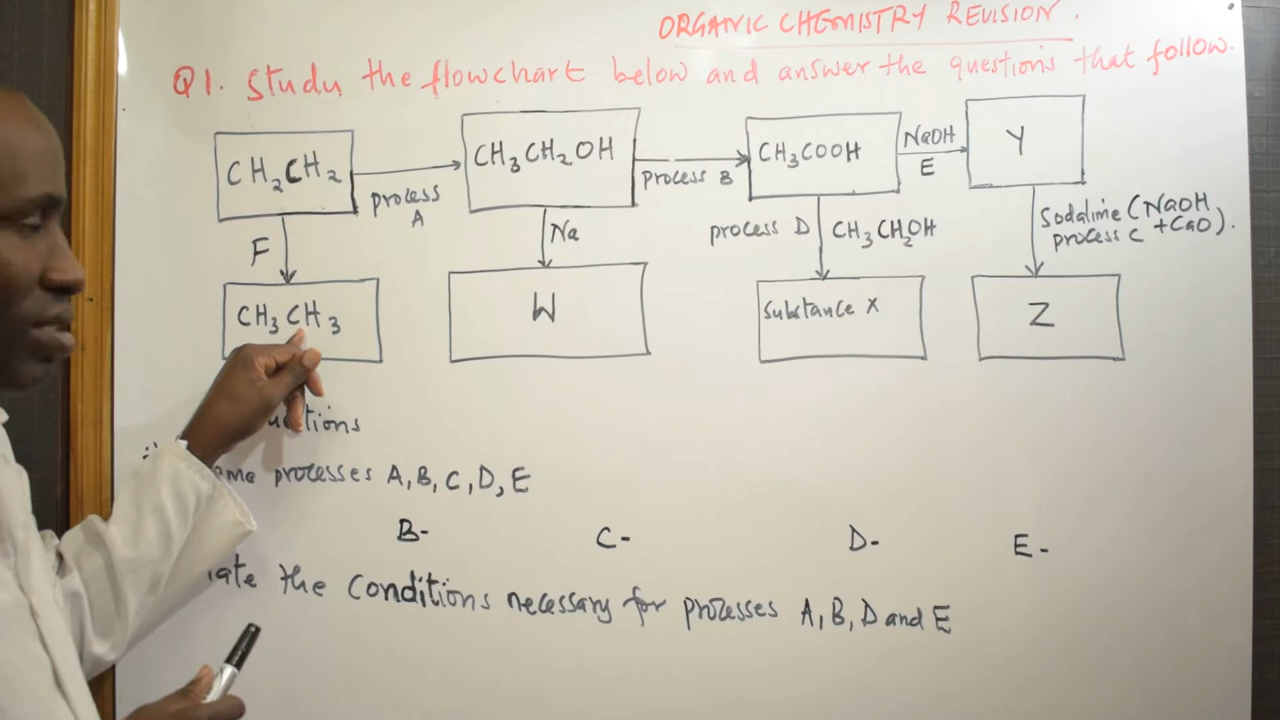 ORGANIC CHEMISTRY REVISION.
Q1. Study the flowchart below and answer the questions that follow.
CH₂CH₂
process A
CH₃CH₂OH
process B
CH₃COOH
NaOH
E
Y
F
Na
process D
CH₃CH₂OH
Sodalime (NaOH
process C + CaO).
CH₃CH₃
W
Substance X
Z
processes A, B, C, D, E
B-
C-
D-
E-
the conditions necessary for processes A, B, D and E